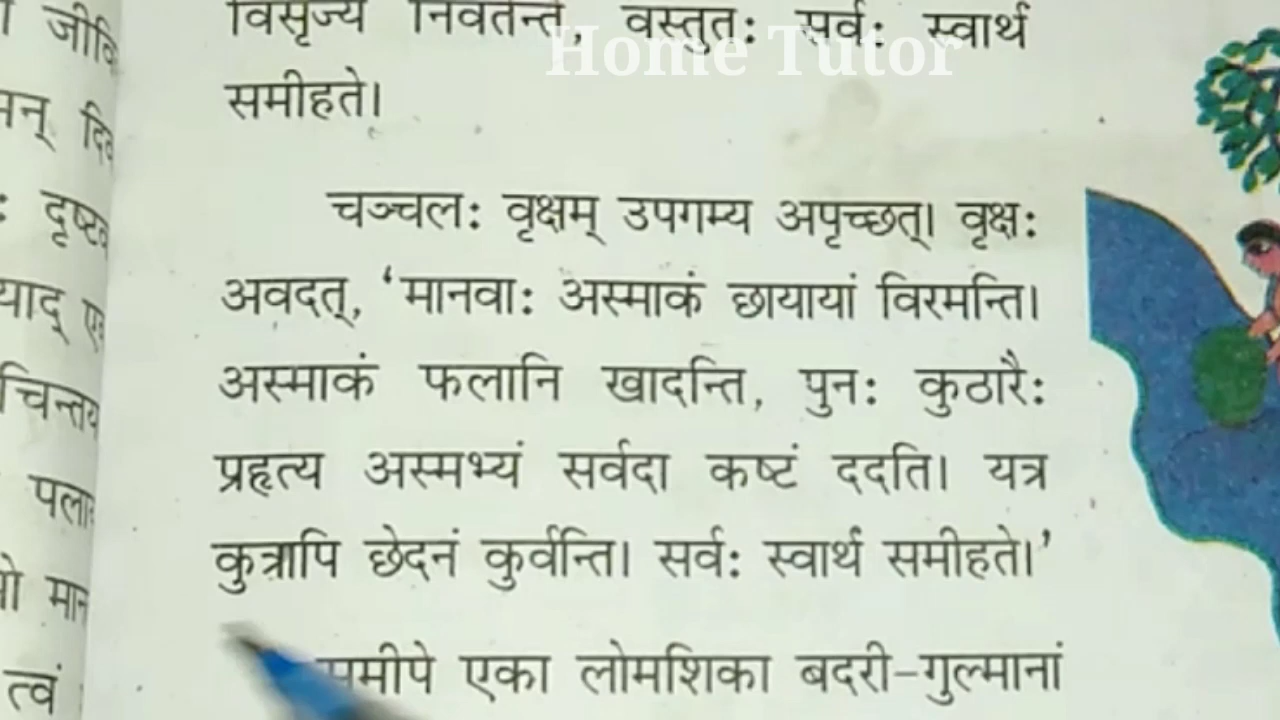 विसृज्य निवर्तन्ते, वस्तुतः सर्वः स्वार्थं
Home Tutor
समीहते।
चञ्चलः वृक्षम् उपगम्य अपृच्छत्। वृक्षः
अवदत्, ‘मानवाः अस्माकं छायायां विरमन्ति।
अस्माकं फलानि खादन्ति, पुनः कुठारैः
प्रहृत्य अस्मभ्यं सर्वदा कष्टं ददति। यत्र
कुत्रापि छेदनं कुर्वन्ति। सर्वः स्वार्थं समीहते।’
एका लोमशिका बदरी-गुल्मानां
त्वं